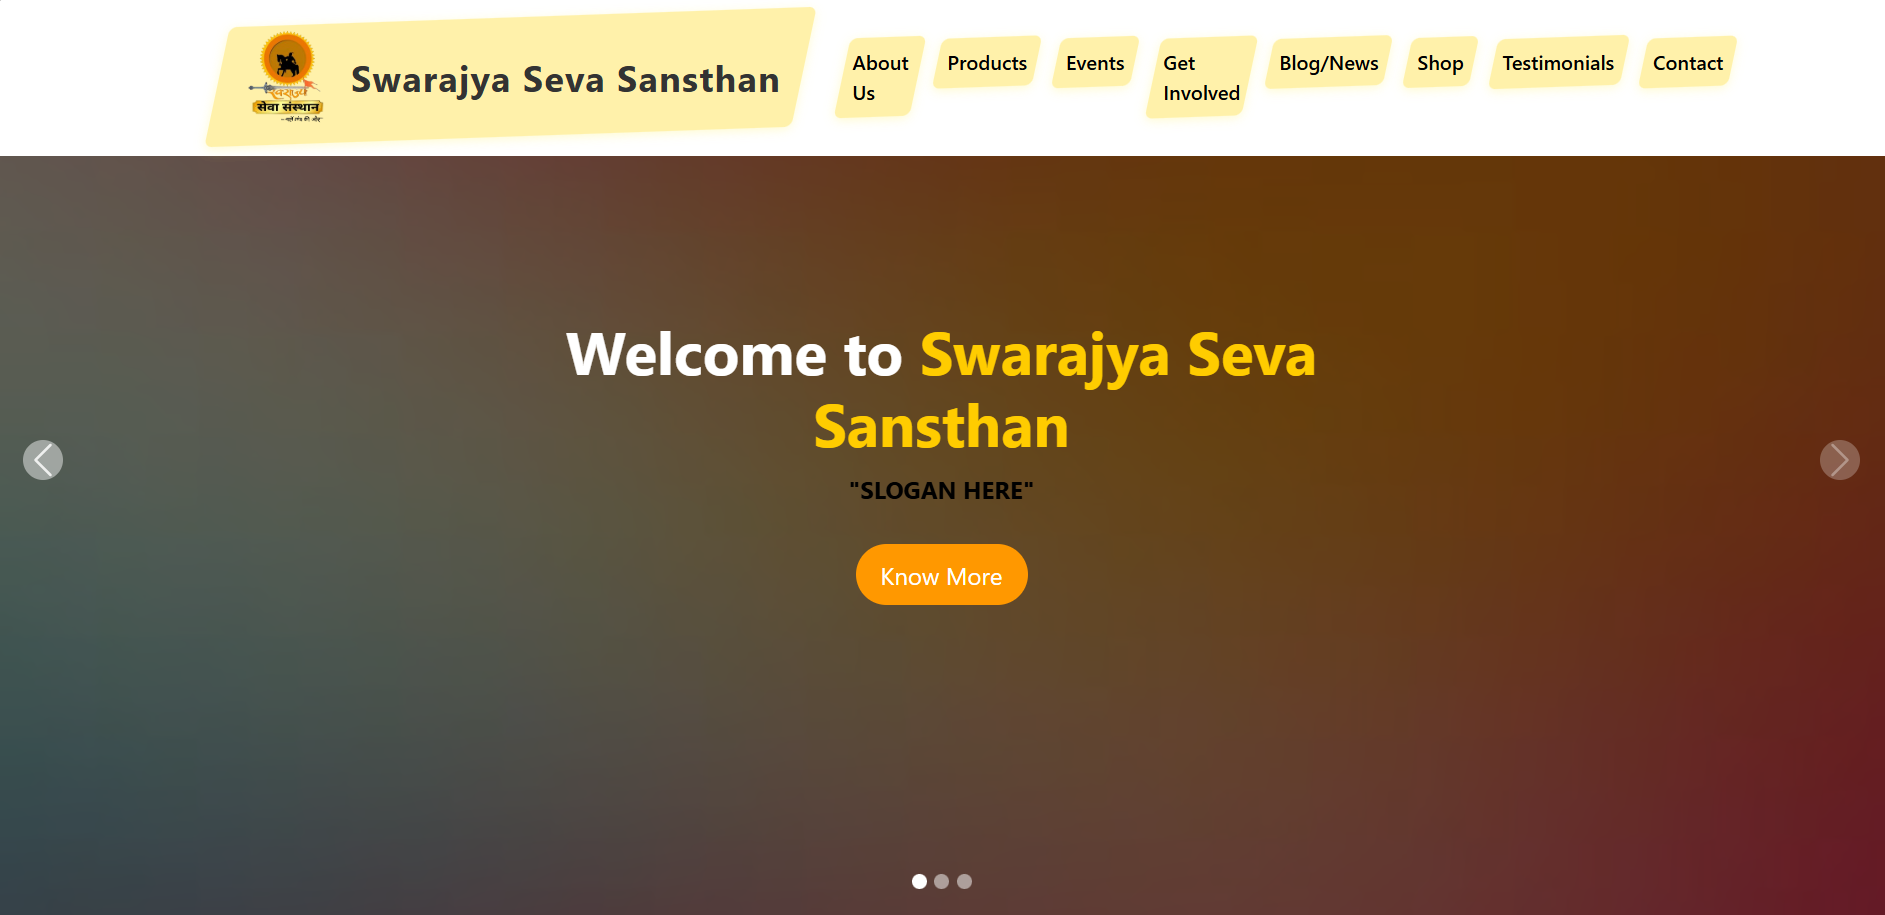 स्वराज्य
सेवा संस्थान
Swarajya Seva Sansthan
About
Us
Products
Events
Get
Involved
Blog/News
Shop
Testimonials
Contact
Welcome to Swarajya Seva
Sansthan
"SLOGAN HERE"
Know More